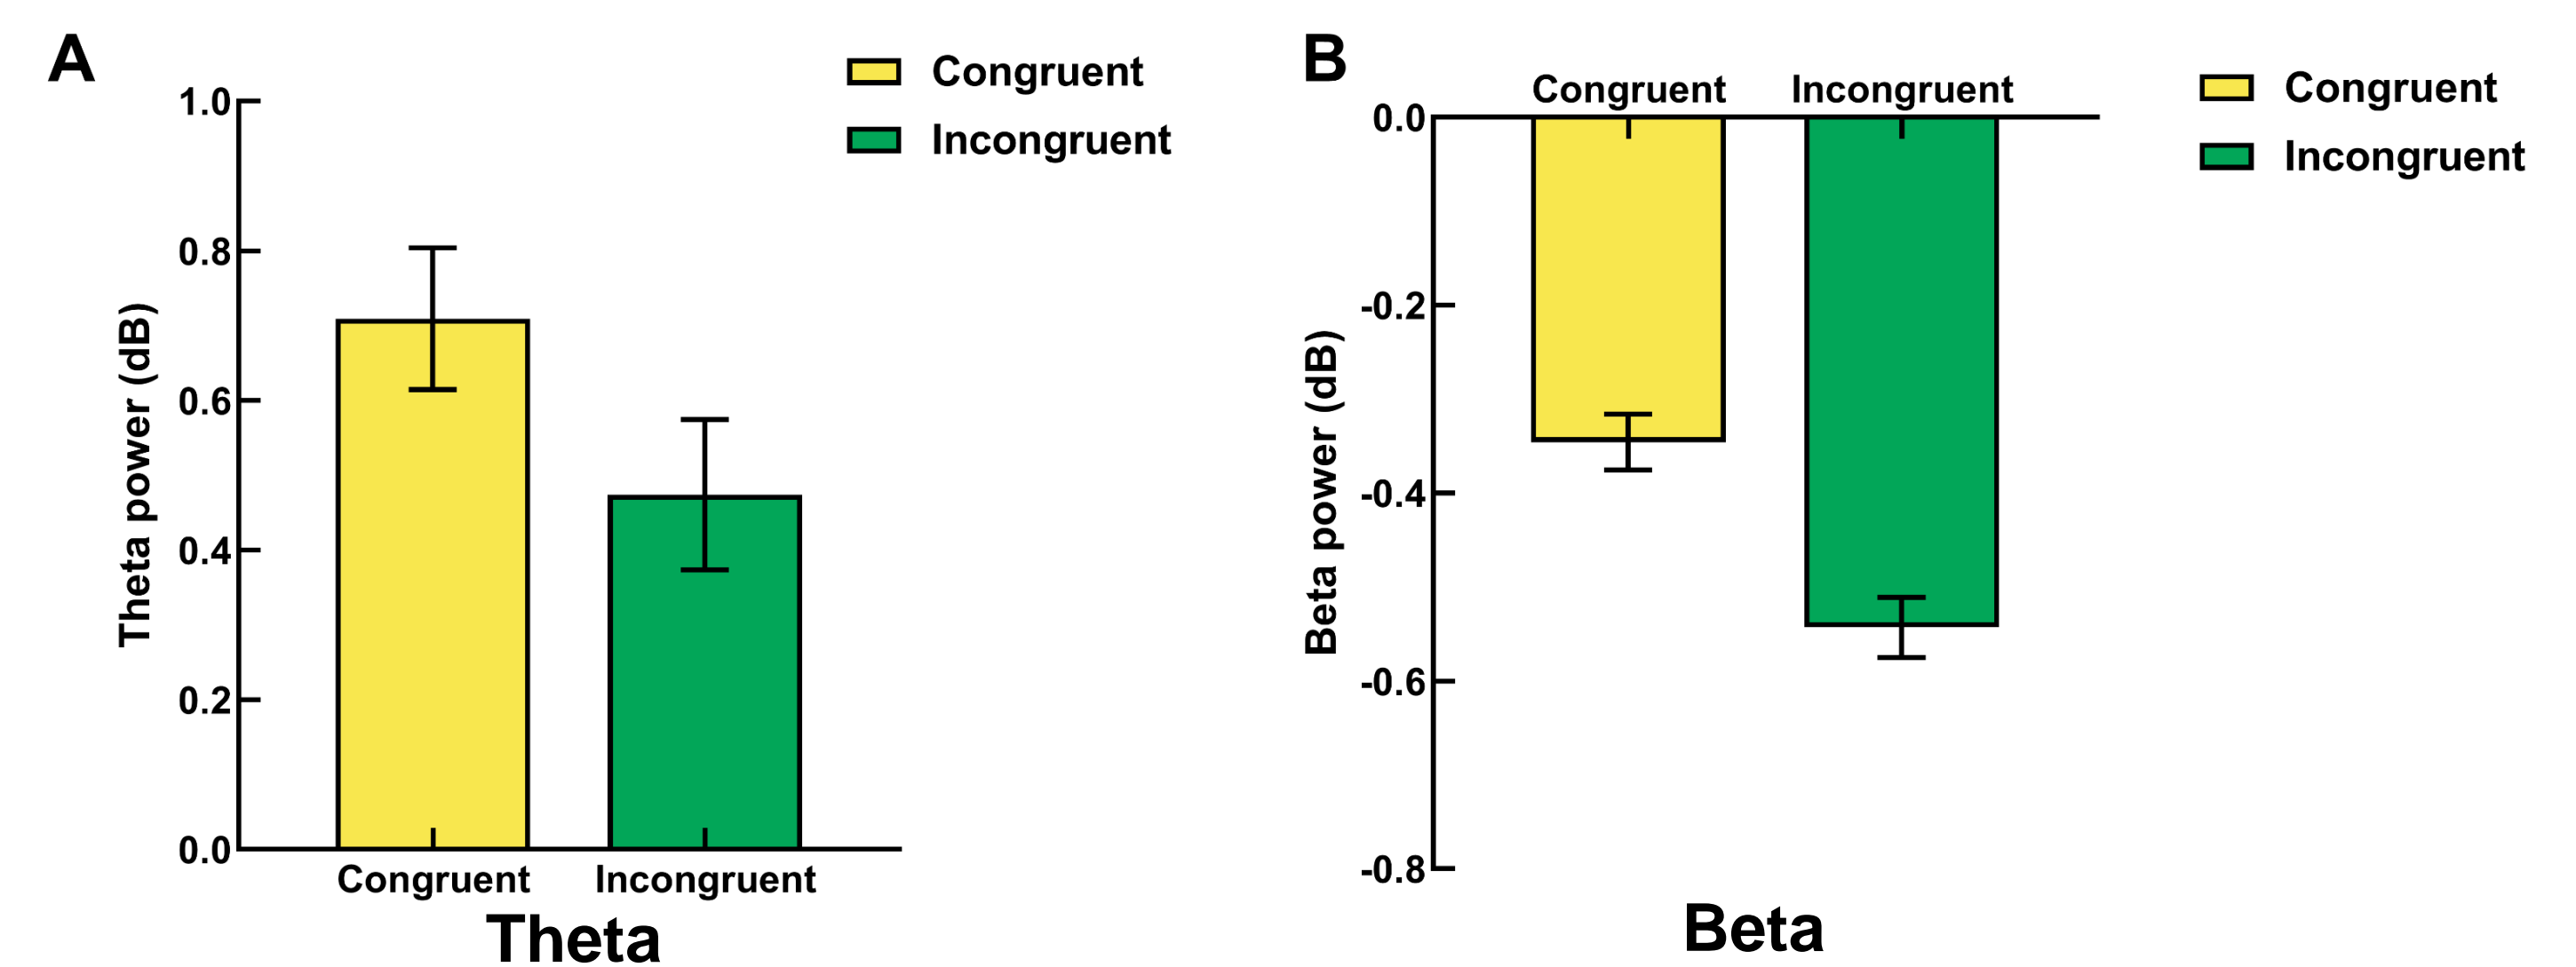 A
Congruent
Incongruent
1.0
0.8
0.6
0.4
0.2
0.0
Theta power (dB)
Congruent Incongruent
Theta
B
Congruent Incongruent
Congruent
Incongruent
0.0
-0.2
-0.4
-0.6
-0.8
Beta power (dB)
Beta